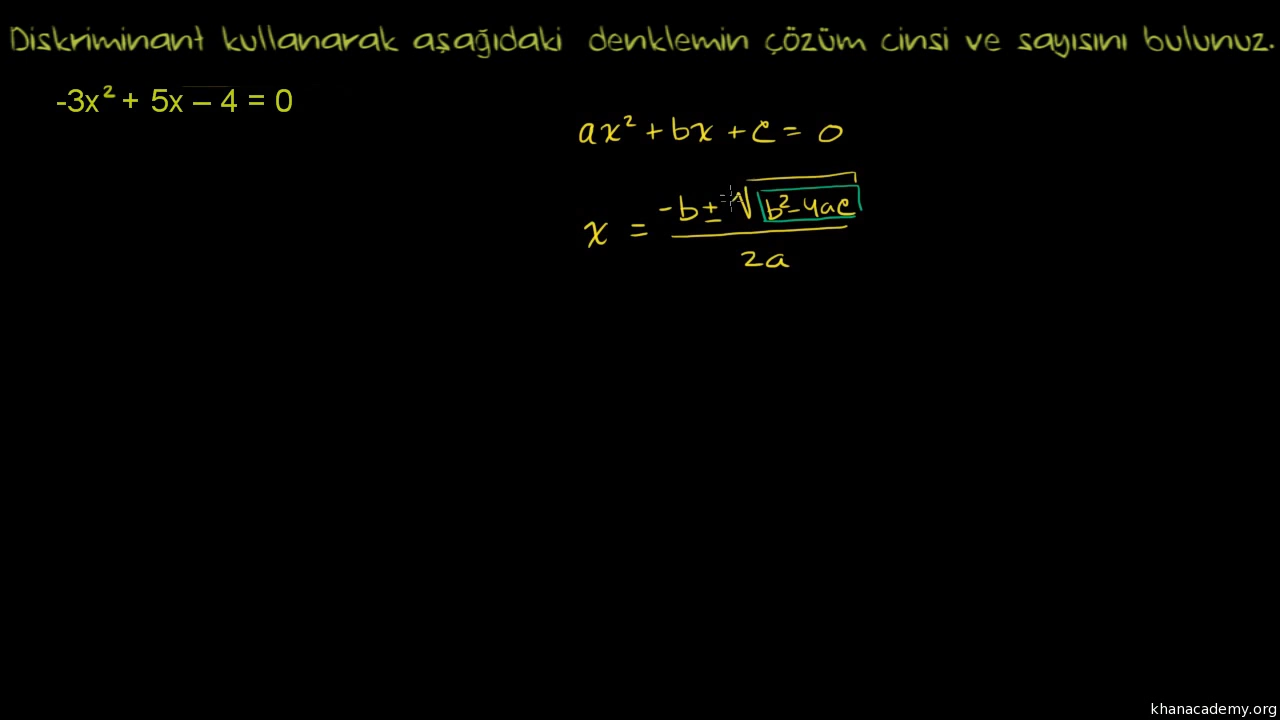 Diskriminant kullanarak aşağıdaki denklemin çözüm cinsi ve sayısını bulunuz.
-3x² + 5x – 4 = 0
ax² + bx + c = 0
x = -b ± √b² - 4ac
2a
khanacademy.org